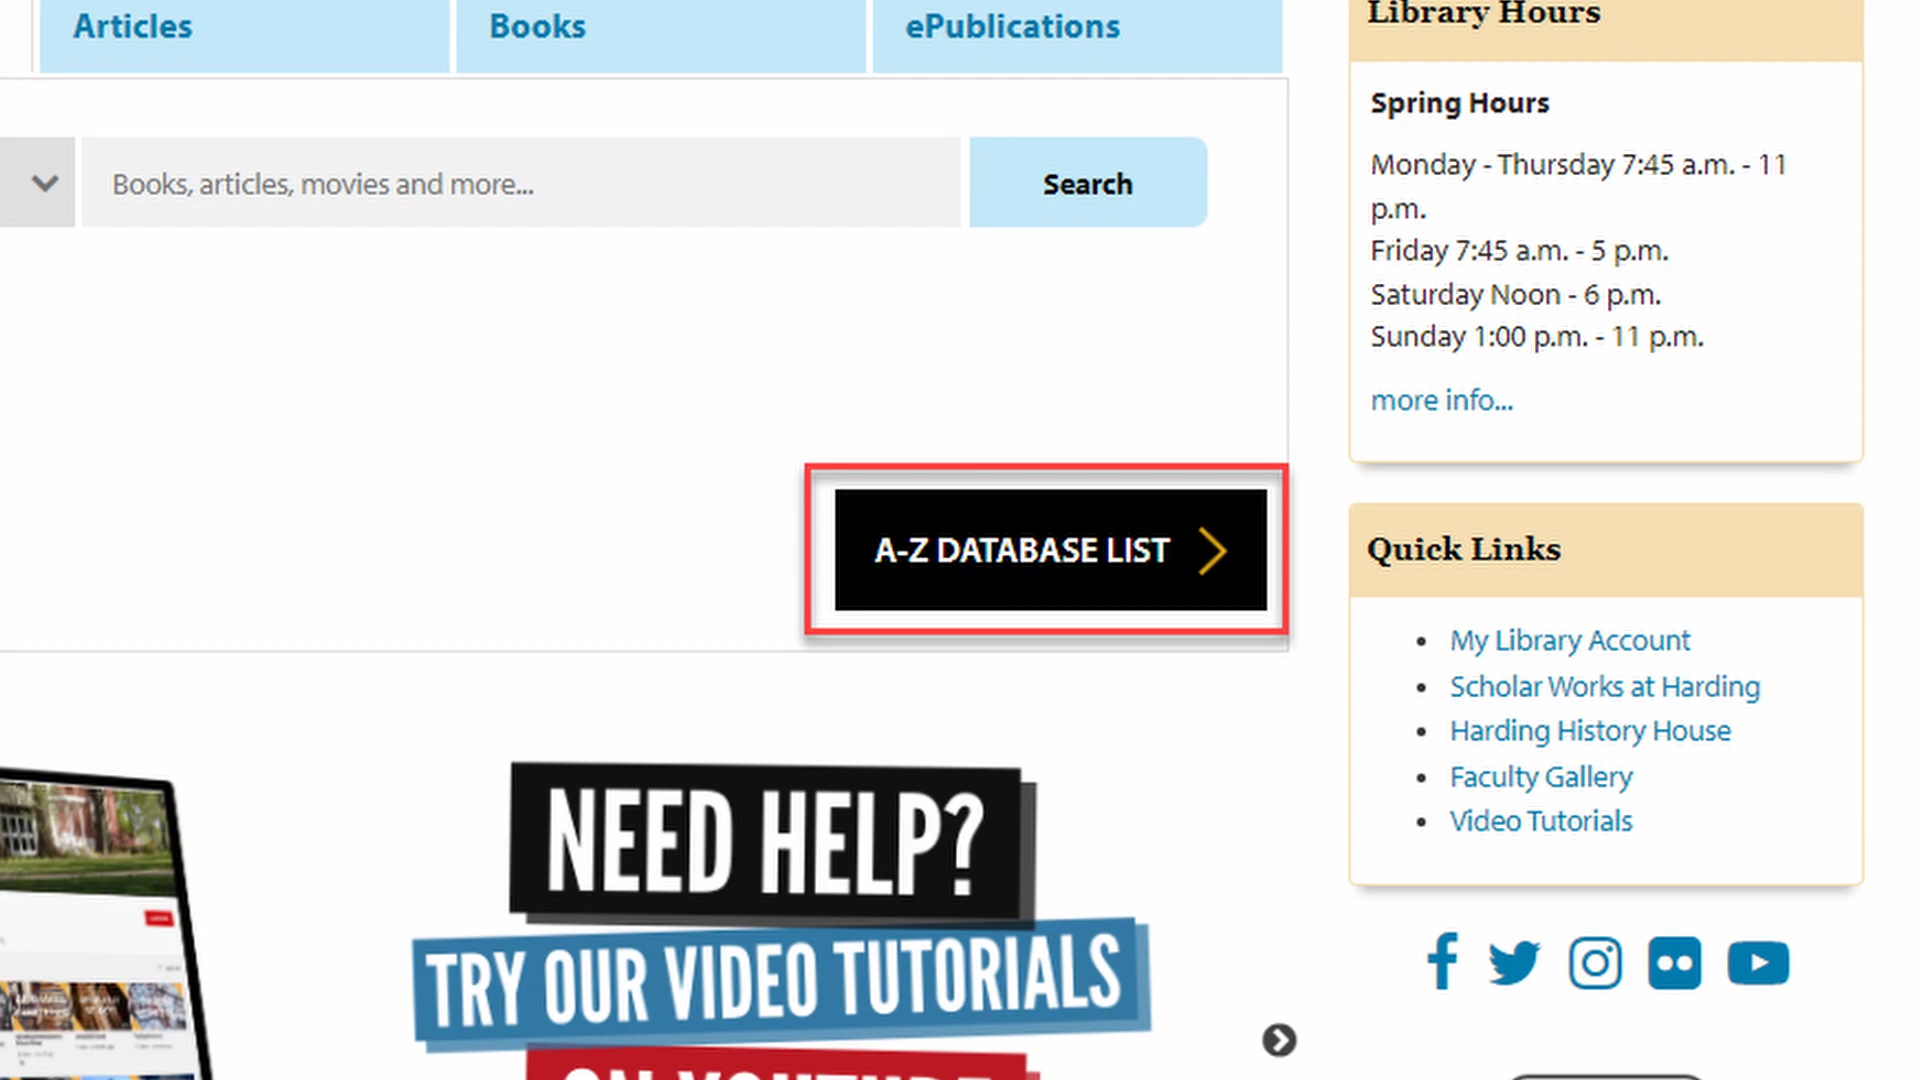 Articles
Books
ePublications
Library Hours
Spring Hours
Monday - Thursday 7:45 a.m. - 11
p.m.
Friday 7:45 a.m. - 5 p.m.
Saturday Noon - 6 p.m.
Sunday 1:00 p.m. - 11 p.m.
more info...
Books, articles, movies and more...
Search
A-Z DATABASE LIST
Quick Links
My Library Account
Scholar Works at Harding
Harding History House
Faculty Gallery
Video Tutorials
NEED HELP?
TRY OUR VIDEO TUTORIALS
ON YOUTUBE